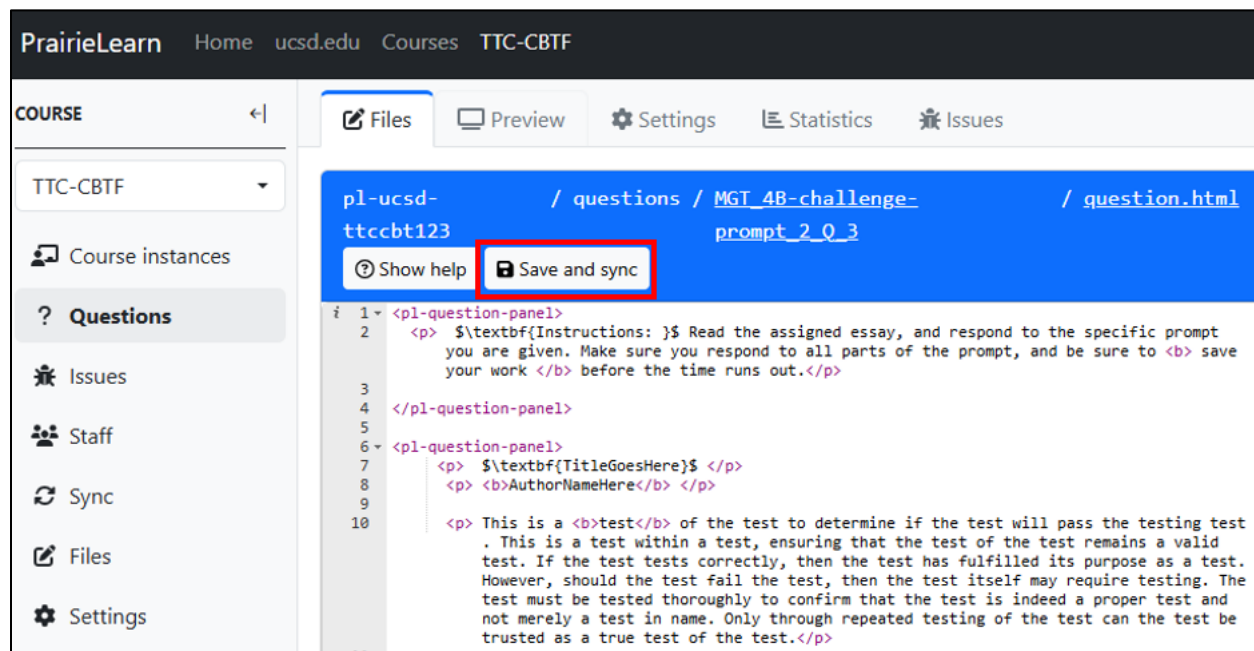 PrairieLearn Home ucsd.edu Courses TTC-CBTF
COURSE
TTC-CBTF
Course instances
? Questions
Issues
Staff
Sync
Files
Settings
Files Preview Settings Statistics Issues
pl-ucsd- / questions / MGT_4B-challenge- / question.html
ttccbt123 prompt_2_Q_3
Show help Save and sync
i 1 <pl-question-panel>
2 <p> $\textbf{Instructions: }$ Read the assigned essay, and respond to the specific prompt
you are given. Make sure you respond to all parts of the prompt, and be sure to <b> save
your work </b> before the time runs out.</p>
3
4 </pl-question-panel>
5
6 <pl-question-panel>
7 <p> $\textbf{TitleGoesHere}$ </p>
8 <p> <b>AuthorNameHere</b> </p>
9
10 <p> This is a <b>test</b> of the test to determine if the test will pass the testing test
. This is a test within a test, ensuring that the test of the test remains a valid
test. If the test tests correctly, then the test has fulfilled its purpose as a test.
However, should the test fail the test, then the test itself may require testing. The
test must be tested thoroughly to confirm that the test is indeed a proper test and
not merely a test in name. Only through repeated testing of the test can the test be
trusted as a true test of the test.</p>